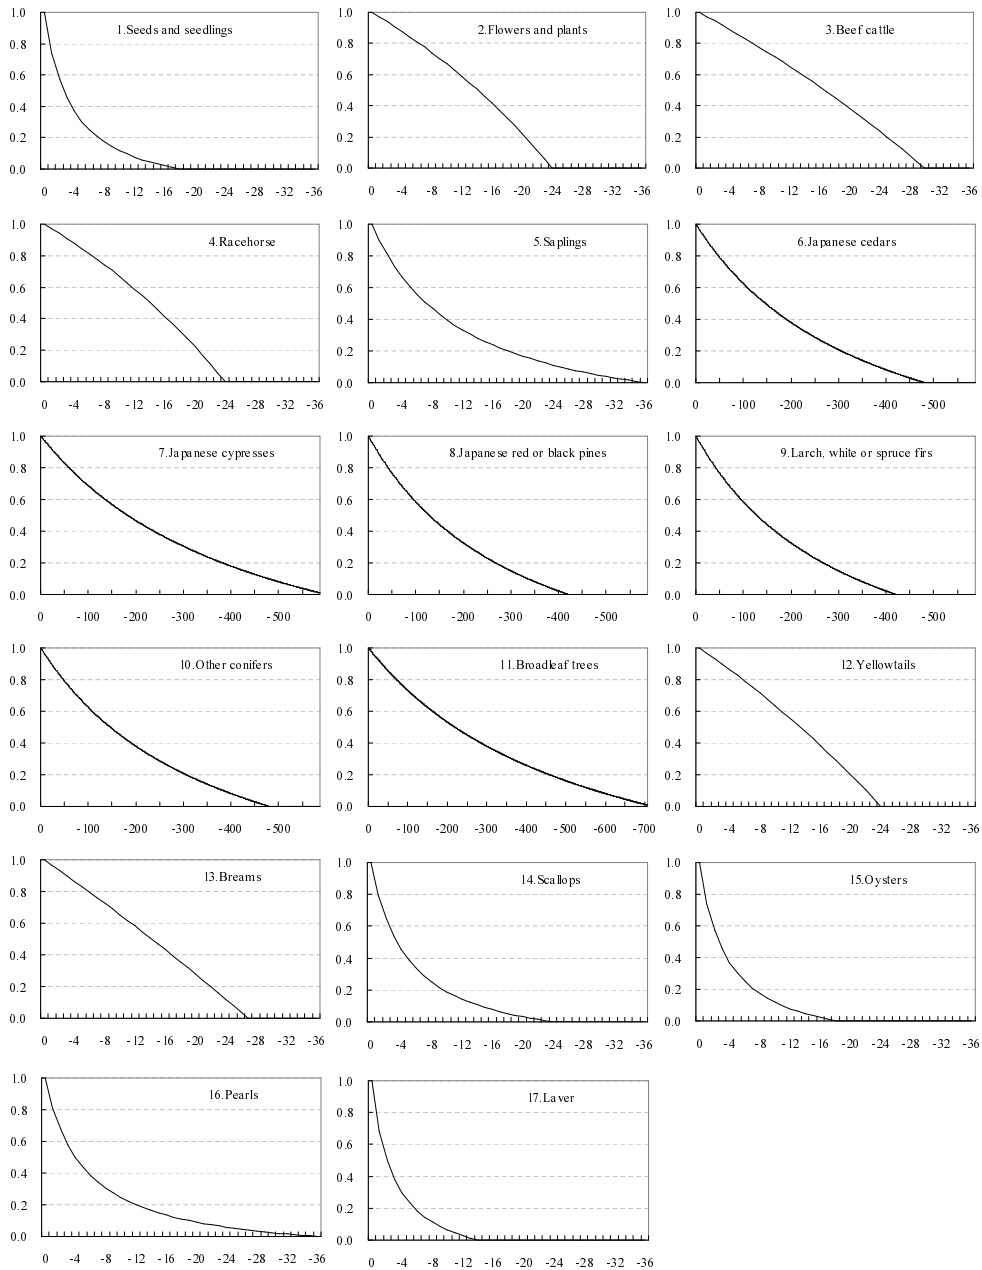 1.0 1.Seeds and seedlings 1.0 2.Flowers and plants 1.0 3.Beef cattle
0.8 0.8 0.8
0.6 0.6 0.6
0.4 0.4 0.4
0.2 0.2 0.2
0.0 0.0 0.0
0 -4 -8 -12 -16 -20 -24 -28 -32 -36 0 -4 -8 -12 -16 -20 -24 -28 -32 -36 0 -4 -8 -12 -16 -20 -24 -28 -32 -36
1.0 4.Racehorse 1.0 5.Saplings 1.0 6.Japanese cedars
0.8 0.8 0.8
0.6 0.6 0.6
0.4 0.4 0.4
0.2 0.2 0.2
0.0 0.0 0.0
0 -4 -8 -12 -16 -20 -24 -28 -32 -36 0 -4 -8 -12 -16 -20 -24 -28 -32 -36 0 -100 -200 -300 -400 -500
1.0 7.Japanese cypresses 1.0 8.Japanese red or black pines 1.0 9.Larch, white or spruce firs
0.8 0.8 0.8
0.6 0.6 0.6
0.4 0.4 0.4
0.2 0.2 0.2
0.0 0.0 0.0
0 -100 -200 -300 -400 -500 0 -100 -200 -300 -400 -500 0 -100 -200 -300 -400 -500
1.0 10.Other conifers 1.0 11.Broadleaf trees 1.0 12.Yellowtails
0.8 0.8 0.8
0.6 0.6 0.6
0.4 0.4 0.4
0.2 0.2 0.2
0.0 0.0 0.0
0 -100 -200 -300 -400 -500 0 -100 -200 -300 -400 -500 -600 -700 0 -4 -8 -12 -16 -20 -24 -28 -32 -36
1.0 13.Breams 1.0 14.Scallops 1.0 15.Oysters
0.8 0.8 0.8
0.6 0.6 0.6
0.4 0.4 0.4
0.2 0.2 0.2
0.0 0.0 0.0
0 -4 -8 -12 -16 -20 -24 -28 -32 -36 0 -4 -8 -12 -16 -20 -24 -28 -32 -36 0 -4 -8 -12 -16 -20 -24 -28 -32 -36
1.0 16.Pearls 1.0 17.Laver
0.8 0.8
0.6 0.6
0.4 0.4
0.2 0.2
0.0 0.0
0 -4 -8 -12 -16 -20 -24 -28 -32 -36 0 -4 -8 -12 -16 -20 -24 -28 -32 -36